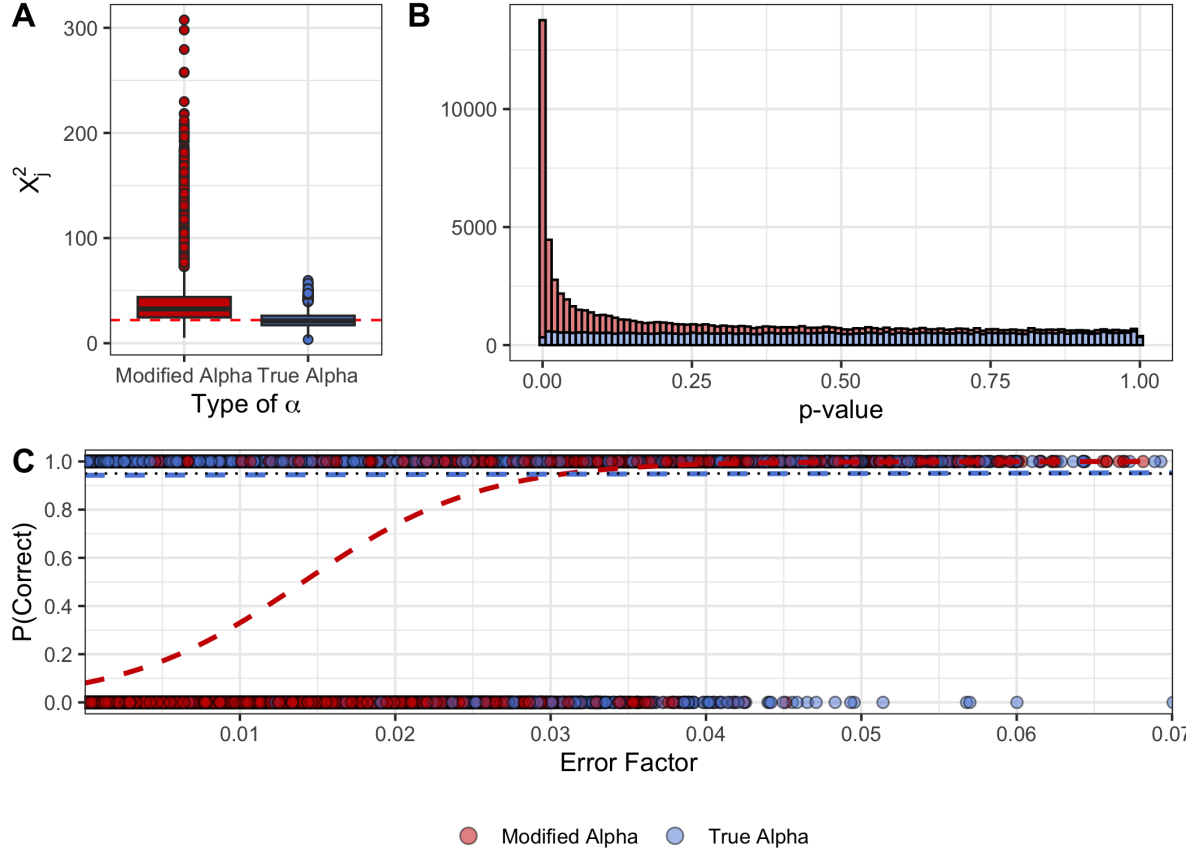 A
B
300
200
100
0
X²ⱼ
Modified Alpha True Alpha
Type of α
10000
5000
0
0.00 0.25 0.50 0.75 1.00
p-value
C
1.0
0.8
0.6
0.4
0.2
0.0
P(Correct)
0.01 0.02 0.03 0.04 0.05 0.06 0.07
Error Factor
Modified Alpha True Alpha